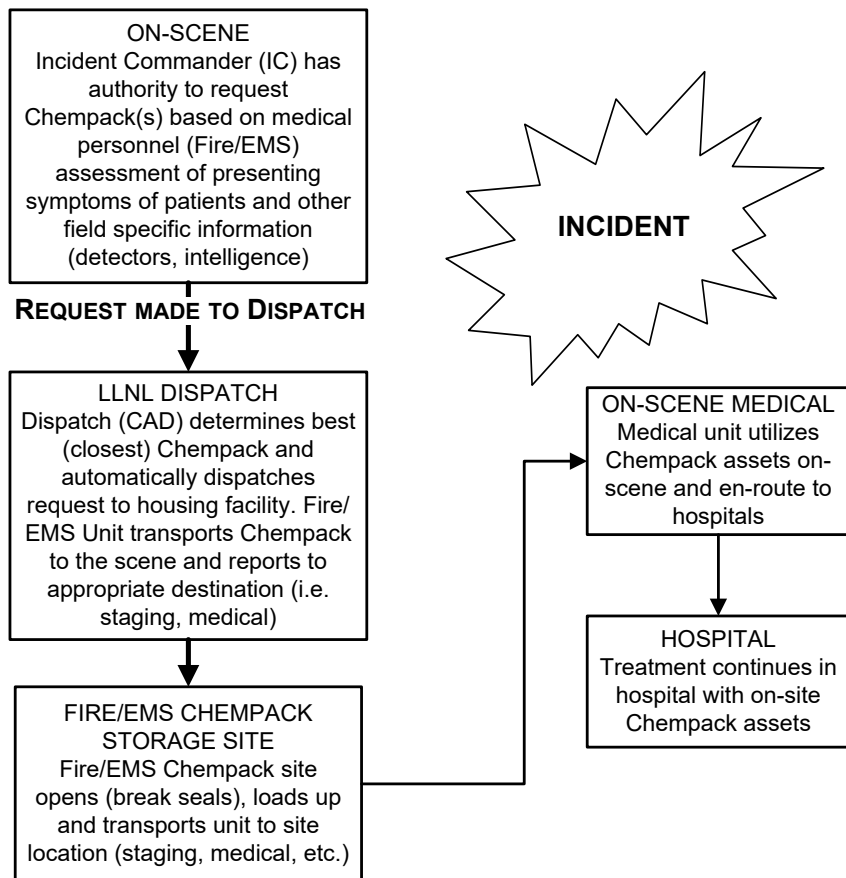 ON-SCENE
Incident Commander (IC) has
authority to request
Chempack(s) based on medical
personnel (Fire/EMS)
assessment of presenting
symptoms of patients and other
field specific information
(detectors, intelligence)
REQUEST MADE TO DISPATCH
LLNL DISPATCH
Dispatch (CAD) determines best
(closest) Chempack and
automatically dispatches
request to housing facility. Fire/
EMS Unit transports Chempack
to the scene and reports to
appropriate destination (i.e.
staging, medical)
FIRE/EMS CHEMPACK
STORAGE SITE
Fire/EMS Chempack site
opens (break seals), loads up
and transports unit to site
location (staging, medical, etc.)
INCIDENT
ON-SCENE MEDICAL
Medical unit utilizes
Chempack assets on-
scene and en-route to
hospitals
HOSPITAL
Treatment continues in
hospital with on-site
Chempack assets